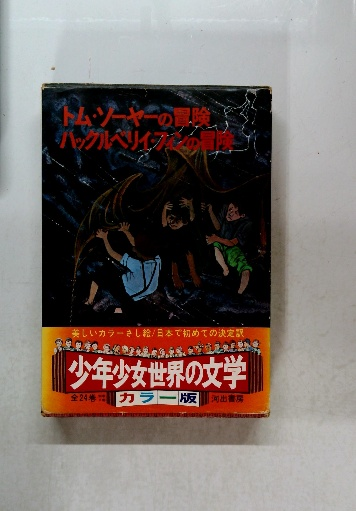 トム・ソーヤーの冒険
ハックルベリイ・フィンの冒険
美しいカラーさし絵/日本で初めての決定訳
少年少女世界の文学
全24巻
カラー版
河出書房